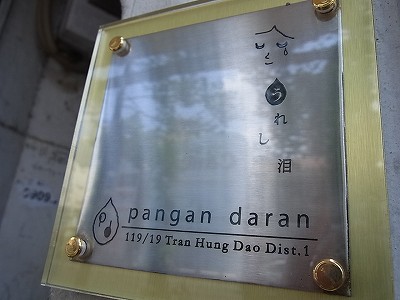 うれし泪
P
pangan daran
119/19 Tran Hung Dao Dist.1